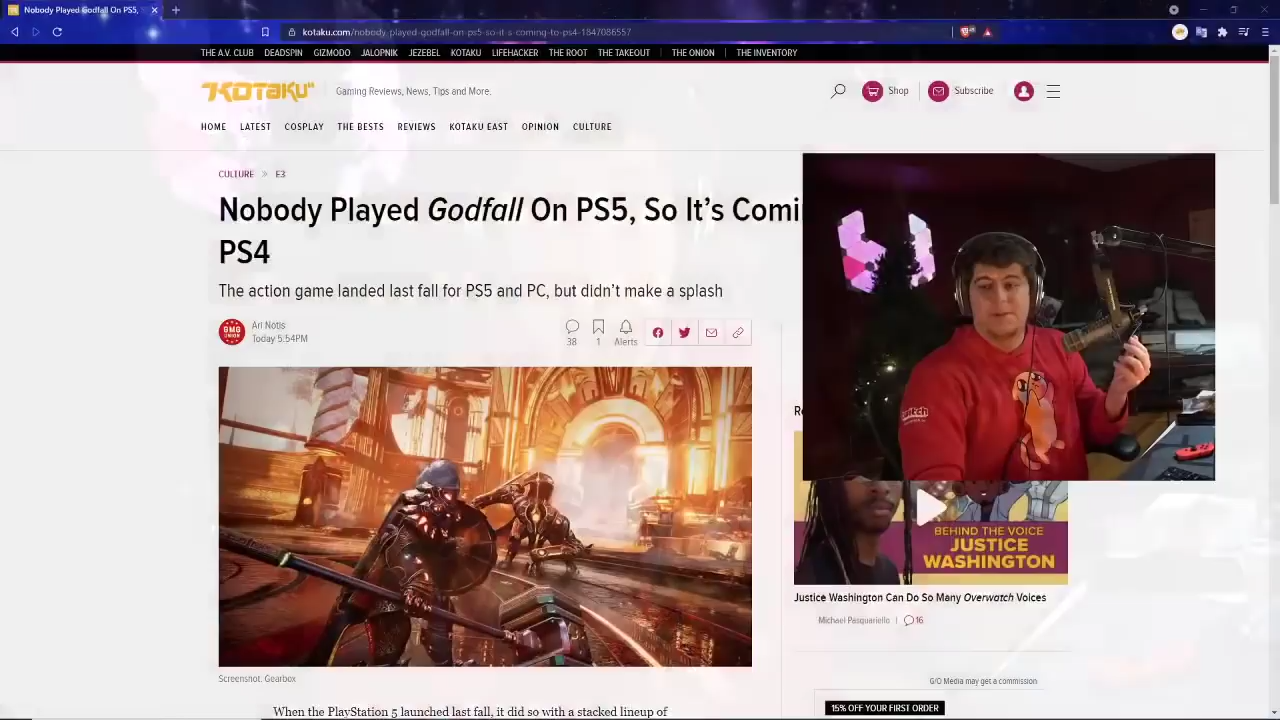 Nobody Played Godfall On PS5, S
kotaku.com/nobody-played-godfall-on-ps5-so-it-s-coming-to-ps4-1847086557
THE A.V. CLUB DEADSPIN GIZMODO JALOPNIK JEZEBEL KOTAKU LIFEHACKER THE ROOT THE TAKEOUT THE ONION THE INVENTORY
KOTAKU
Gaming Reviews, News, Tips and More.
Shop
Subscribe
HOME LATEST COSPLAY THE BESTS REVIEWS KOTAKU EAST OPINION CULTURE
CULTURE » E3
Nobody Played Godfall On PS5, So It's Comi
PS4
The action game landed last fall for PS5 and PC, but didn't make a splash
GMG
UNION
Ari Notis
Today 5:54PM
38 1 Alerts
twitch
BEHIND THE VOICE
JUSTICE
WASHINGTON
Justice Washington Can Do So Many Overwatch Voices
Michael Pasquariello | 16
Screenshot: Gearbox
G/O Media may get a commission
15% OFF YOUR FIRST ORDER
When the PlayStation 5 launched last fall, it did so with a stacked lineup of